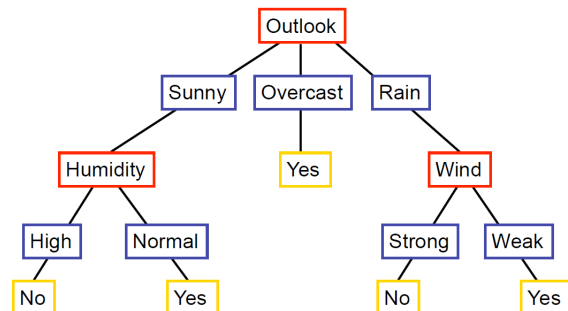 Outlook
Sunny Overcast Rain
Humidity Yes Wind
High Normal Strong Weak
No Yes No Yes